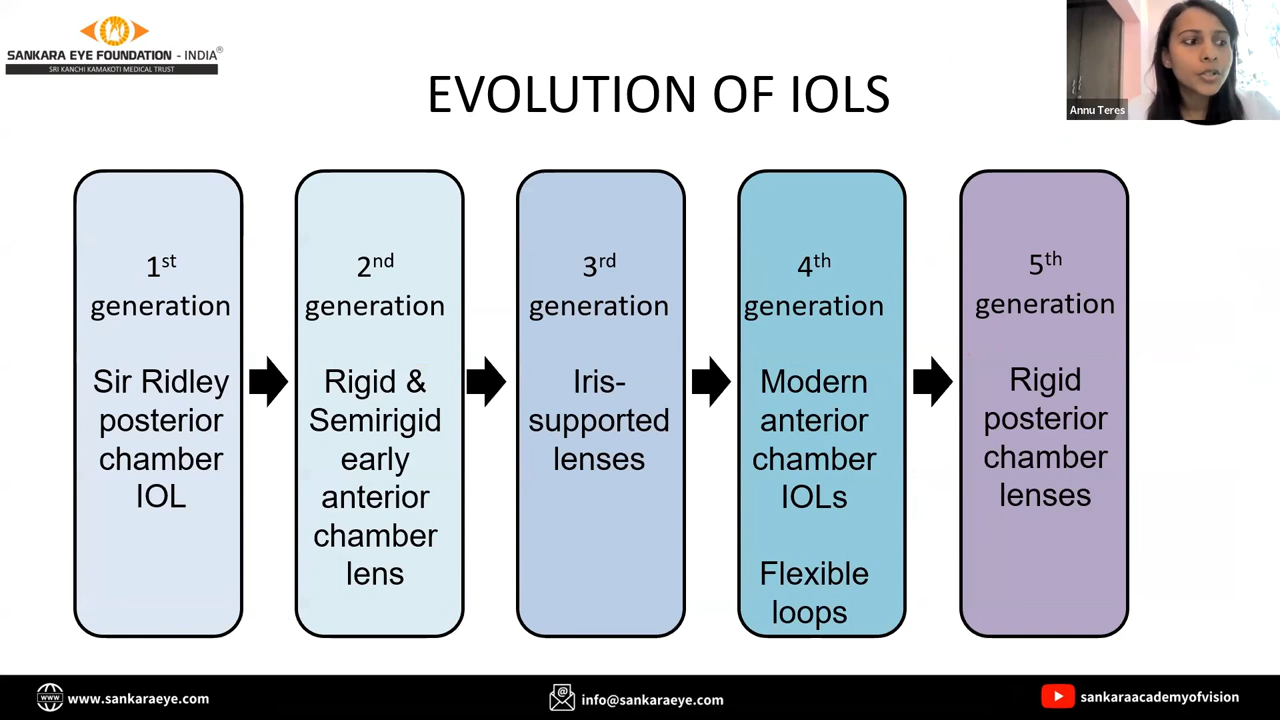 SANKARA EYE FOUNDATION - INDIA®
SRI KANCHI KAMAKOTI MEDICAL TRUST
Annu Teres
EVOLUTION OF IOLS
1st
generation
Sir Ridley
posterior
chamber
IOL
2nd
generation
Rigid &
Semirigid
early
anterior
chamber
lens
3rd
generation
Iris-
supported
lenses
4th
generation
Modern
anterior
chamber
IOLs
Flexible
loops
5th
generation
Rigid
posterior
chamber
lenses
www.sankaraeye.com
info@sankaraeye.com
sankaraacademyofvision